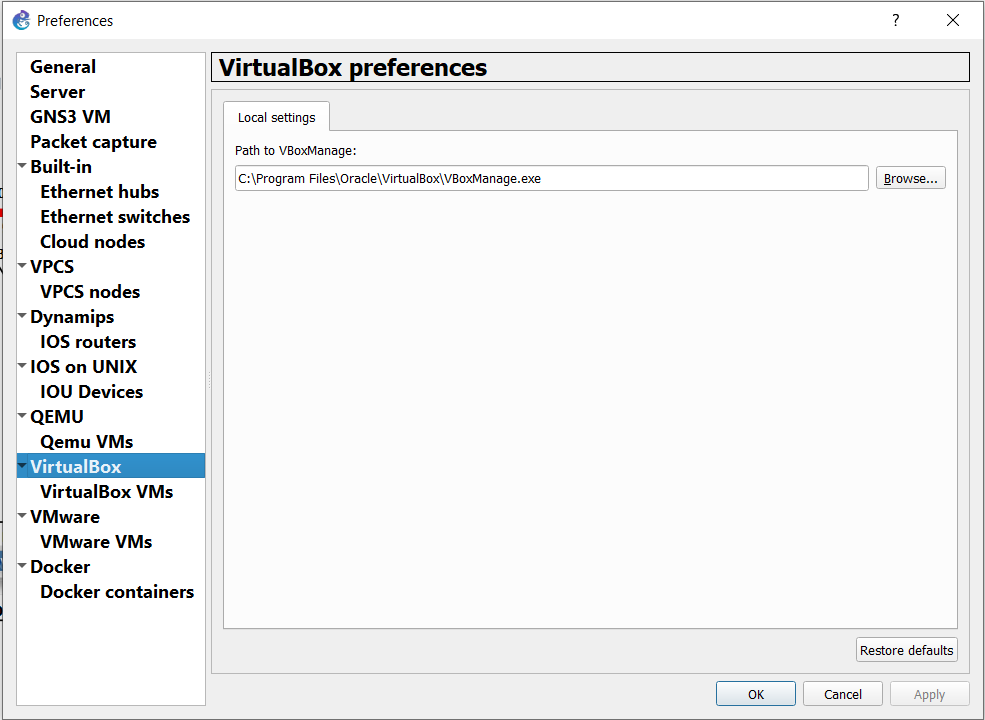 Preferences
?
General
Server
GNS3 VM
Packet capture
Built-in
Ethernet hubs
Ethernet switches
Cloud nodes
VPCS
VPCS nodes
Dynamips
IOS routers
IOS on UNIX
IOU Devices
QEMU
Qemu VMs
VirtualBox
VirtualBox VMs
VMware
VMware VMs
Docker
Docker containers
VirtualBox preferences
Local settings
Path to VBoxManage:
C:\Program Files\Oracle\VirtualBox\VBoxManage.exe
Browse...
Restore defaults
OK
Cancel
Apply